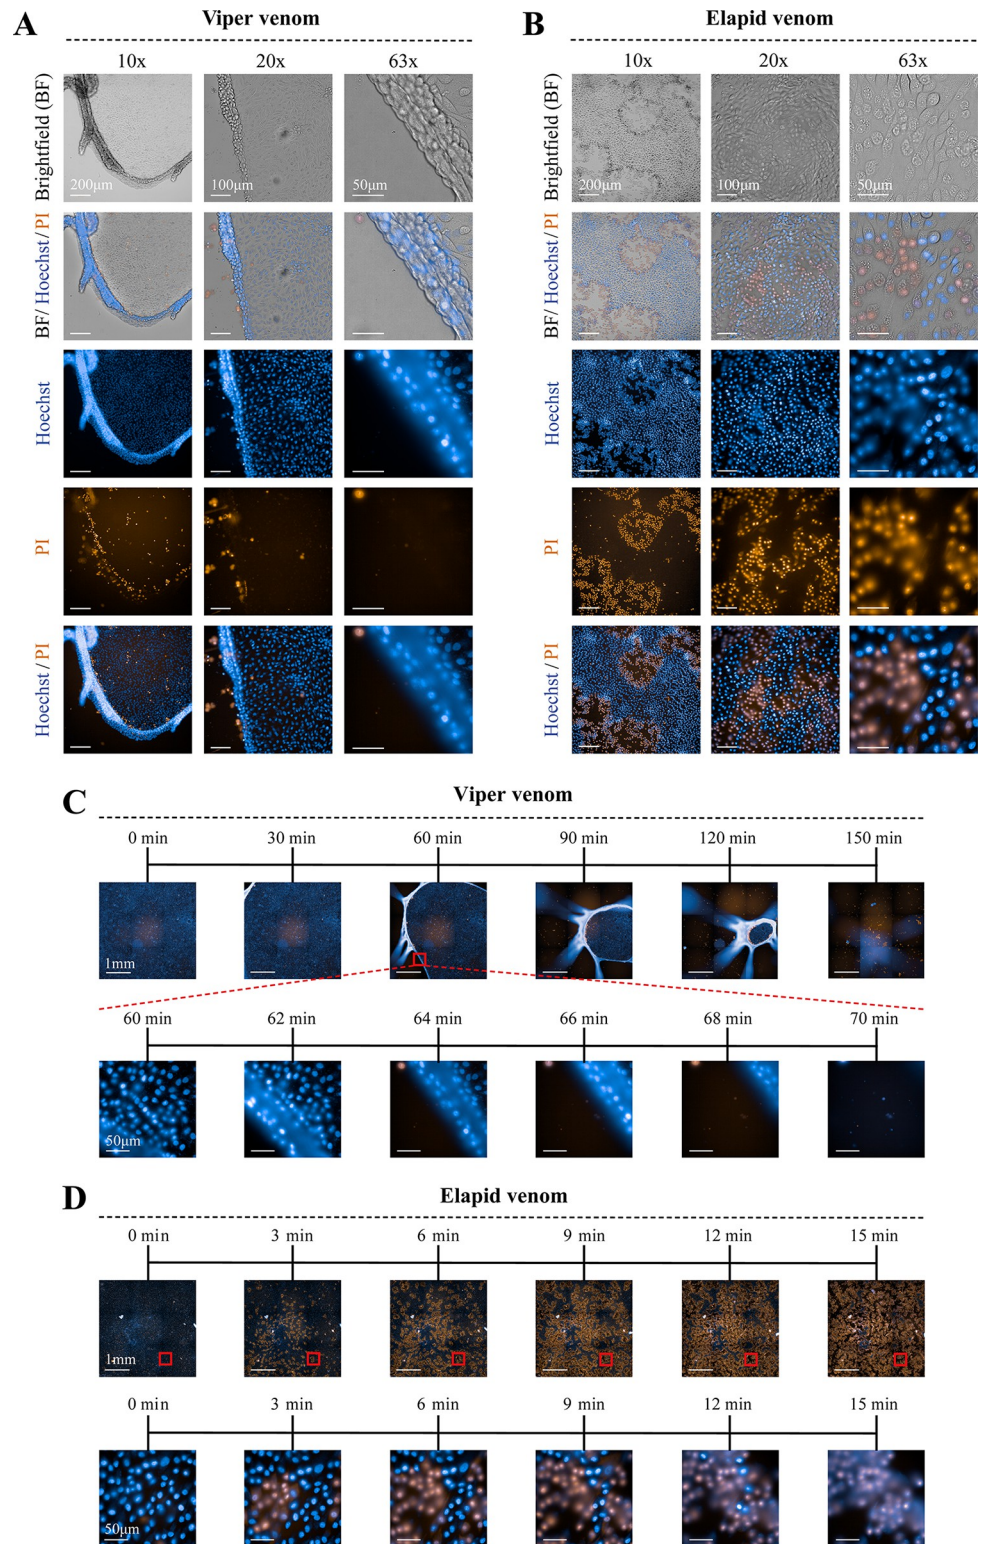 A
Viper venom
10x 20x 63x
Brightfield (BF)
200μm 100μm 50μm
BF/ Hoechst / PI
Hoechst
PI
Hoechst / PI
B
Elapid venom
10x 20x 63x
Brightfield (BF)
200μm 100μm 50μm
BF/ Hoechst / PI
Hoechst
PI
Hoechst / PI
C
Viper venom
0 min 30 min 60 min 90 min 120 min 150 min
1mm
60 min 62 min 64 min 66 min 68 min 70 min
50μm
D
Elapid venom
0 min 3 min 6 min 9 min 12 min 15 min
1mm
0 min 3 min 6 min 9 min 12 min 15 min
50μm